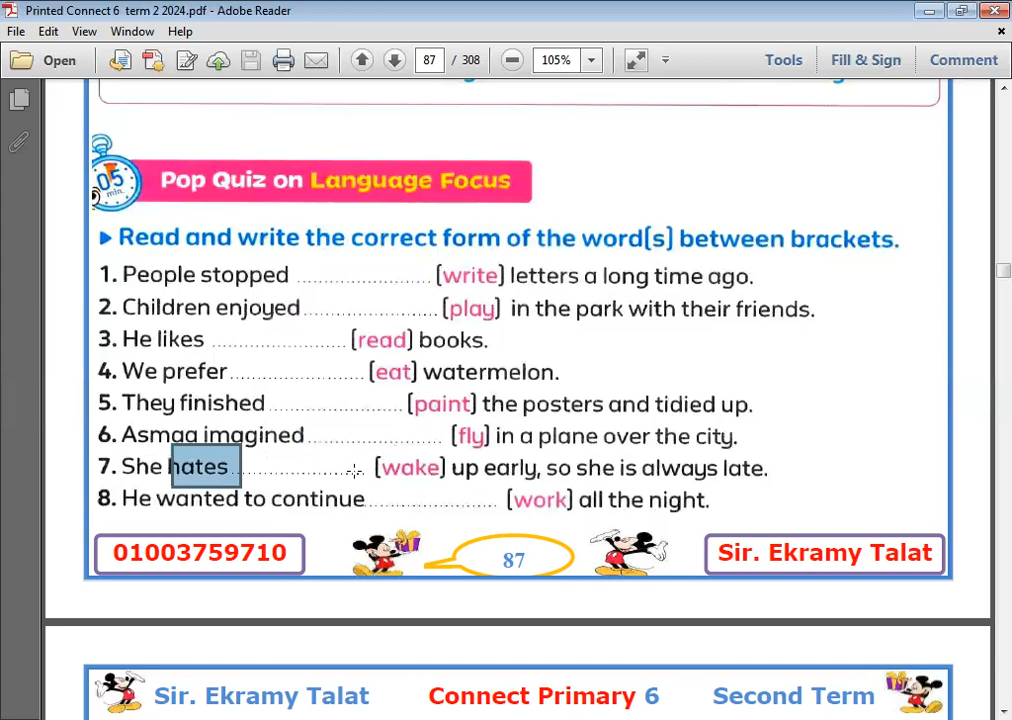 Printed Connect 6 term 2 2024.pdf - Adobe Reader
File Edit View Window Help
Open 87 / 308 105% Tools Fill & Sign Comment
05
min.
Pop Quiz on Language Focus
Read and write the correct form of the word(s) between brackets.
1. People stopped .......................... (write) letters a long time ago.
2. Children enjoyed .......................... (play) in the park with their friends.
3. He likes .......................... (read) books.
4. We prefer .......................... (eat) watermelon.
5. They finished .......................... (paint) the posters and tidied up.
6. Asmaa imagined .......................... (fly) in a plane over the city.
7. She hates .......................... (wake) up early, so she is always late.
8. He wanted to continue .......................... (work) all the night.
01003759710 87 Sir. Ekramy Talat
Sir. Ekramy Talat Connect Primary 6 Second Term